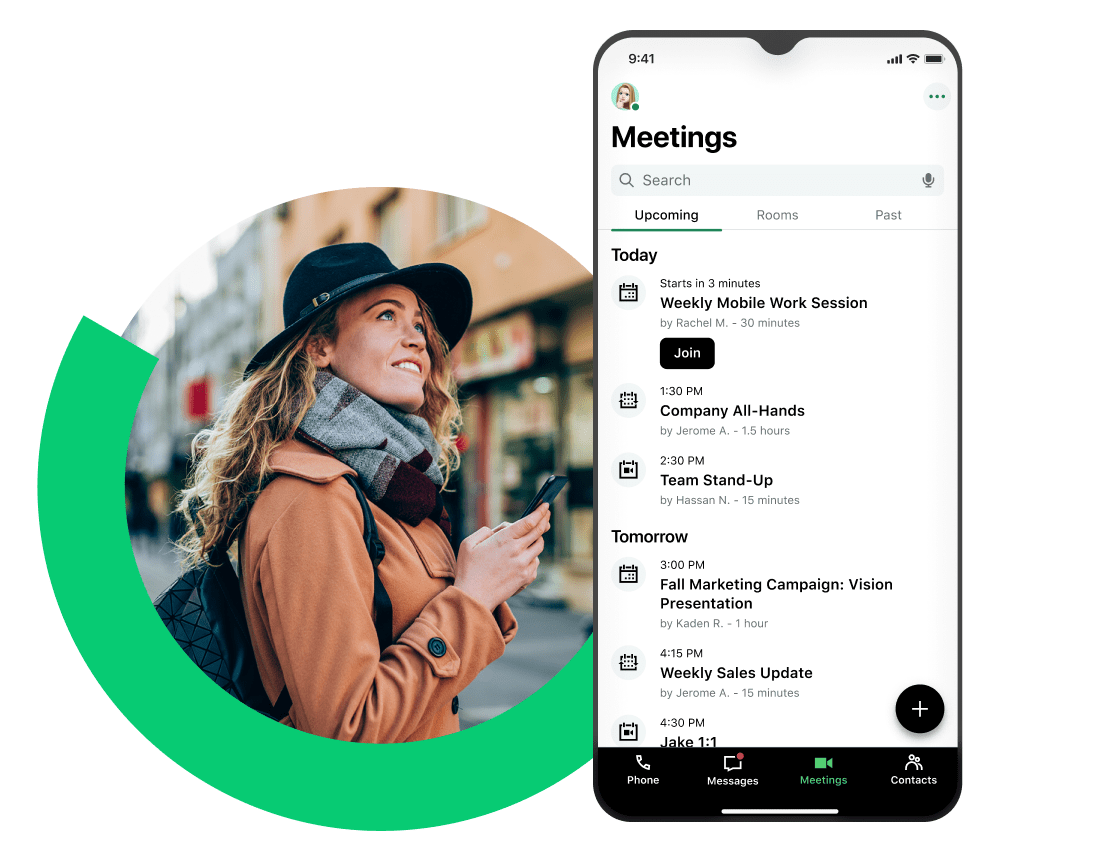 9:41
Meetings
Search
Upcoming Rooms Past
Today
Starts in 3 minutes
Weekly Mobile Work Session
by Rachel M. - 30 minutes
Join
1:30 PM
Company All-Hands
by Jerome A. - 1.5 hours
2:30 PM
Team Stand-Up
by Hassan N. - 15 minutes
Tomorrow
3:00 PM
Fall Marketing Campaign: Vision
Presentation
by Kaden R. - 1 hour
4:15 PM
Weekly Sales Update
by Jerome A. - 15 minutes
4:30 PM
Jake 1:1
Phone Messages Meetings Contacts